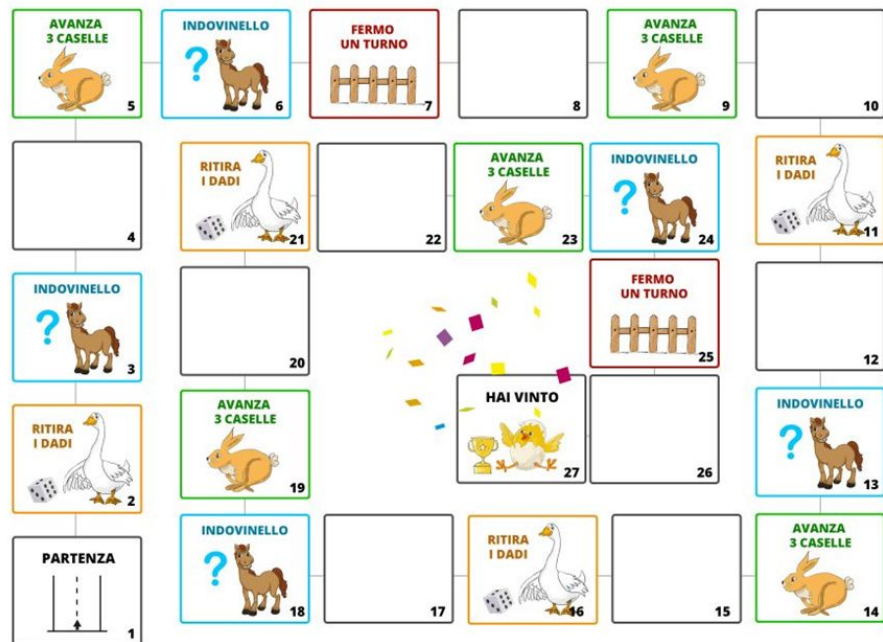 AVANZA
3 CASELLE
5
INDOVINELLO
?
6
FERMO
UN TURNO
7
8
AVANZA
3 CASELLE
9
10
4
RITIRA
I DADI
21
22
AVANZA
3 CASELLE
23
INDOVINELLO
?
24
RITIRA
I DADI
11
INDOVINELLO
?
3
20
FERMO
UN TURNO
25
12
RITIRA
I DADI
2
AVANZA
3 CASELLE
19
HAI VINTO
27
26
INDOVINELLO
?
13
PARTENZA
1
INDOVINELLO
?
18
17
RITIRA
I DADI
16
15
AVANZA
3 CASELLE
14